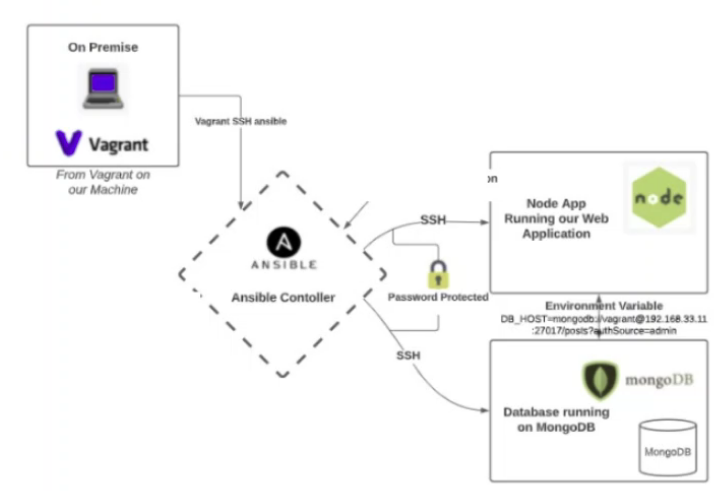 On Premise
Vagrant
From Vagrant on
our Machine
Vagrant SSH ansible
A
ANSIBLE
Ansible Contoller
SSH
Password Protected
SSH
on
node
Node App
Running our Web
Application
Environment Variable
DB_HOST=mongodb://vagrant@192.168.33.11
:27017/posts?authSource=admin
mongoDB
Database running
on MongoDB
MongoDB